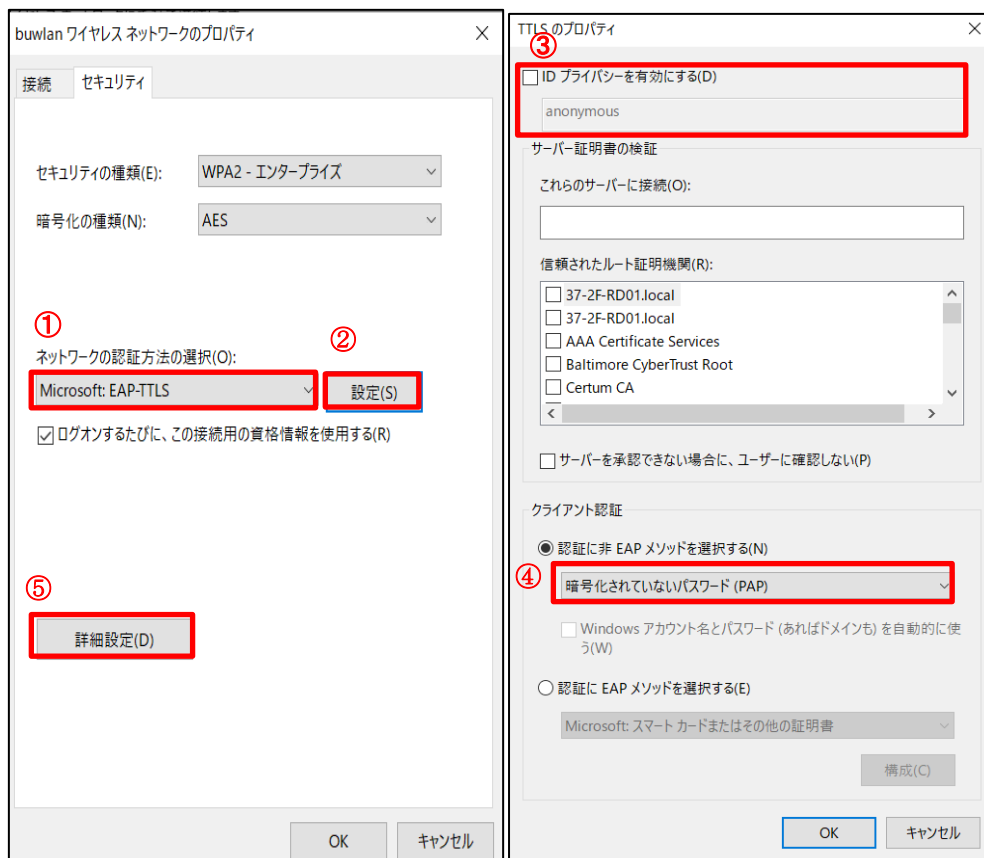 buwlan ワイヤレス ネットワークのプロパティ
接続
セキュリティ
セキュリティの種類(E):
WPA2 - エンタープライズ
暗号化の種類(N):
AES
①
ネットワークの認証方法の選択(O):
②
Microsoft: EAP-TTLS
設定(S)
ログオンするたびに、この接続用の資格情報を使用する(R)
⑤
詳細設定(D)
OK
キャンセル
TTLS のプロパティ
③
ID プライバシーを有効にする(D)
anonymous
サーバー証明書の検証
これらのサーバーに接続(O):
信頼されたルート証明機関(R):
37-2F-RD01.local
37-2F-RD01.local
AAA Certificate Services
Baltimore CyberTrust Root
Certum CA
サーバーを承認できない場合に、ユーザーに確認しない(P)
クライアント認証
認証に非 EAP メソッドを選択する(N)
④
暗号化されていないパスワード (PAP)
Windows アカウント名とパスワード (あればドメインも) を自動的に使
う(W)
認証に EAP メソッドを選択する(E)
Microsoft: スマート カードまたはその他の証明書
構成(C)
OK
キャンセル